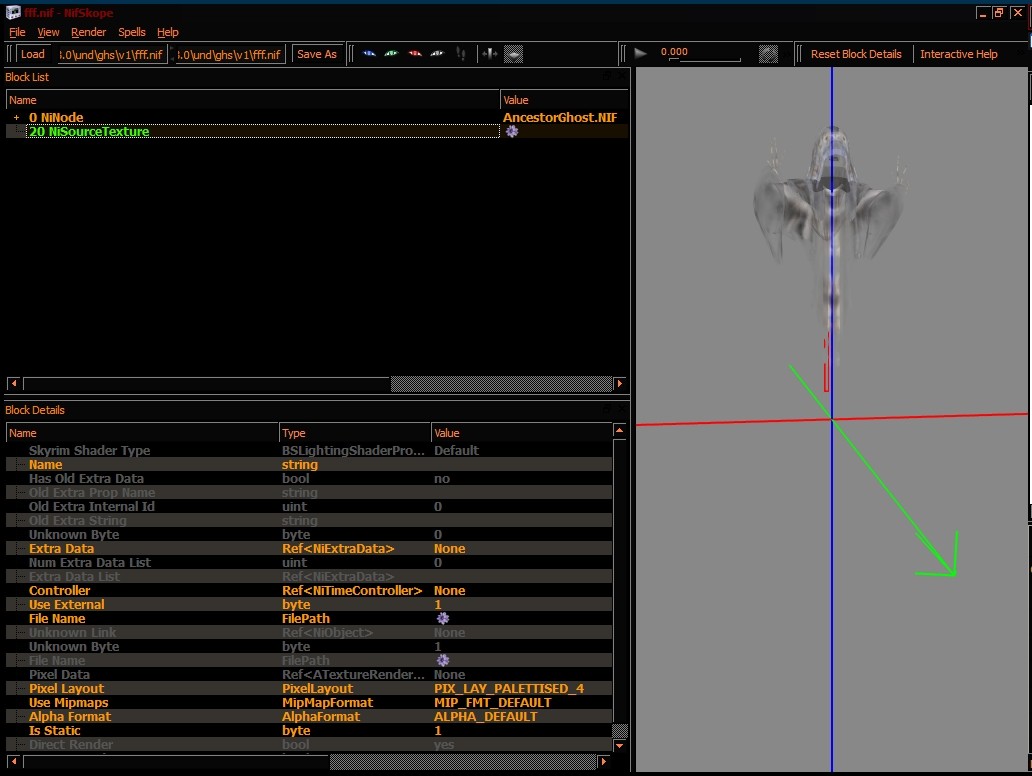 fff.nif - NifSkope
File View Render Spells Help
Load .0\und\ghs\v1\fff.nif .0\und\ghs\v1\fff.nif Save As 0.000 Reset Block Details Interactive Help
Block List
Name Value
+ 0 NiNode AncestorGhost.NIF
20 NiSourceTexture
Block Details
Name Type Value
Skyrim Shader Type BSLightingShaderPro... Default
Name string
Has Old Extra Data bool no
Old Extra Prop Name string
Old Extra Internal Id uint 0
Old Extra String string
Unknown Byte byte 0
Extra Data Ref<NiExtraData> None
Num Extra Data List uint 0
Extra Data List Ref<NiExtraData>
Controller Ref<NiTimeController> None
Use External byte 1
File Name FilePath
Unknown Link Ref<NiObject> None
Unknown Byte byte 1
File Name FilePath
Pixel Data Ref<ATextureRender... None
Pixel Layout PixelLayout PIX_LAY_PALETTISED_4
Use Mipmaps MipMapFormat MIP_FMT_DEFAULT
Alpha Format AlphaFormat ALPHA_DEFAULT
Is Static byte 1
Direct Render bool yes